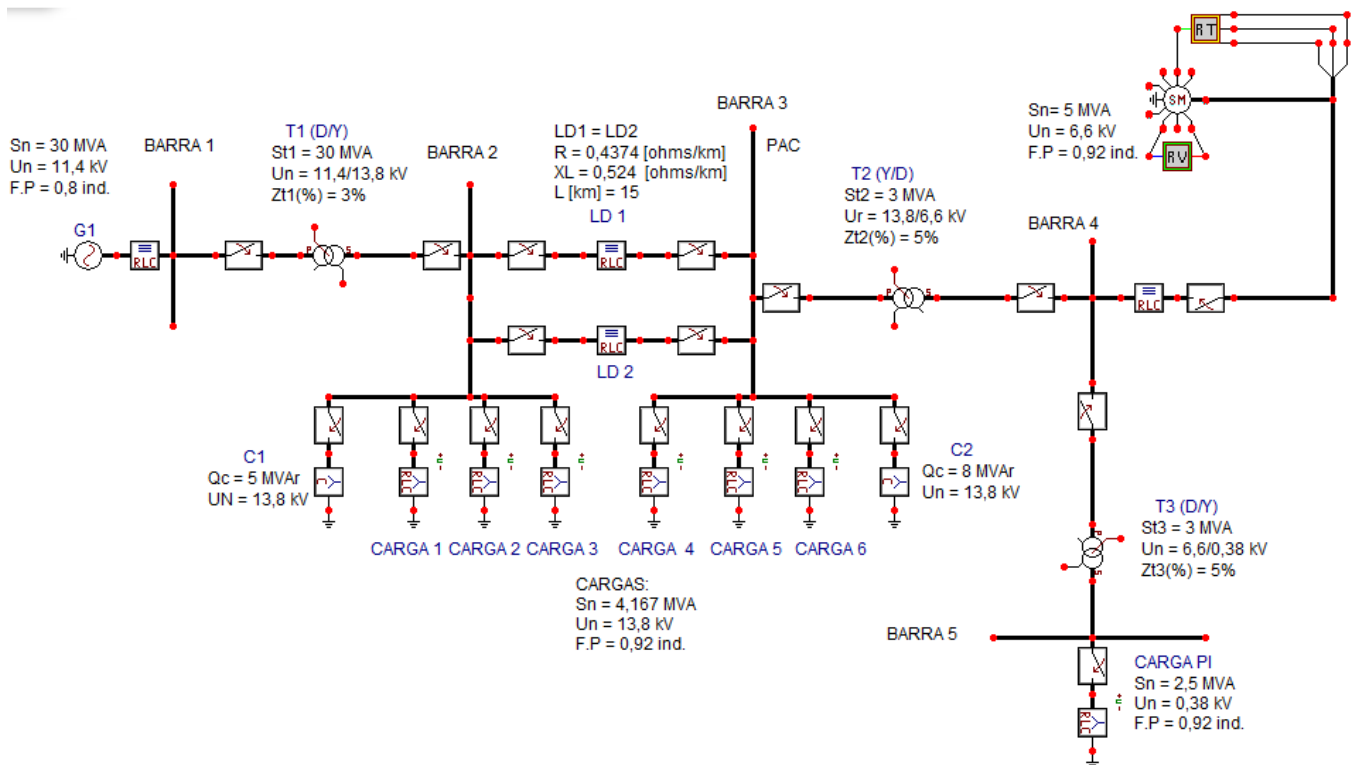 Sn = 30 MVA
Un = 11,4 kV
F.P = 0,8 ind.
G1
RLC
BARRA 1
T1 (D/Y)
St1 = 30 MVA
Un = 11,4/13,8 kV
Zt1(%) = 3%
P
S
BARRA 2
LD1 = LD2
R = 0,4374 [ohms/km]
XL = 0,524 [ohms/km]
L [km] = 15
LD 1
RLC
RLC
LD 2
BARRA 3
PAC
T2 (Y/D)
St2 = 3 MVA
Ur = 13,8/6,6 kV
Zt2(%) = 5%
P
S
Sn= 5 MVA
Un = 6,6 kV
F.P = 0,92 ind.
RT
SM
RV
BARRA 4
RLC
C1
Qc = 5 MVAr
UN = 13,8 kV
C
RLC
RLC
RLC
CARGA 1
CARGA 2
CARGA 3
RLC
RLC
RLC
CARGA 4
CARGA 5
CARGA 6
C
C2
Qc = 8 MVAr
Un = 13,8 kV
CARGAS:
Sn = 4,167 MVA
Un = 13,8 kV
F.P = 0,92 ind.
T3 (D/Y)
St3 = 3 MVA
Un = 6,6/0,38 kV
Zt3(%) = 5%
P
S
BARRA 5
CARGA PI
Sn = 2,5 MVA
Un = 0,38 kV
F.P = 0,92 ind.
RLC